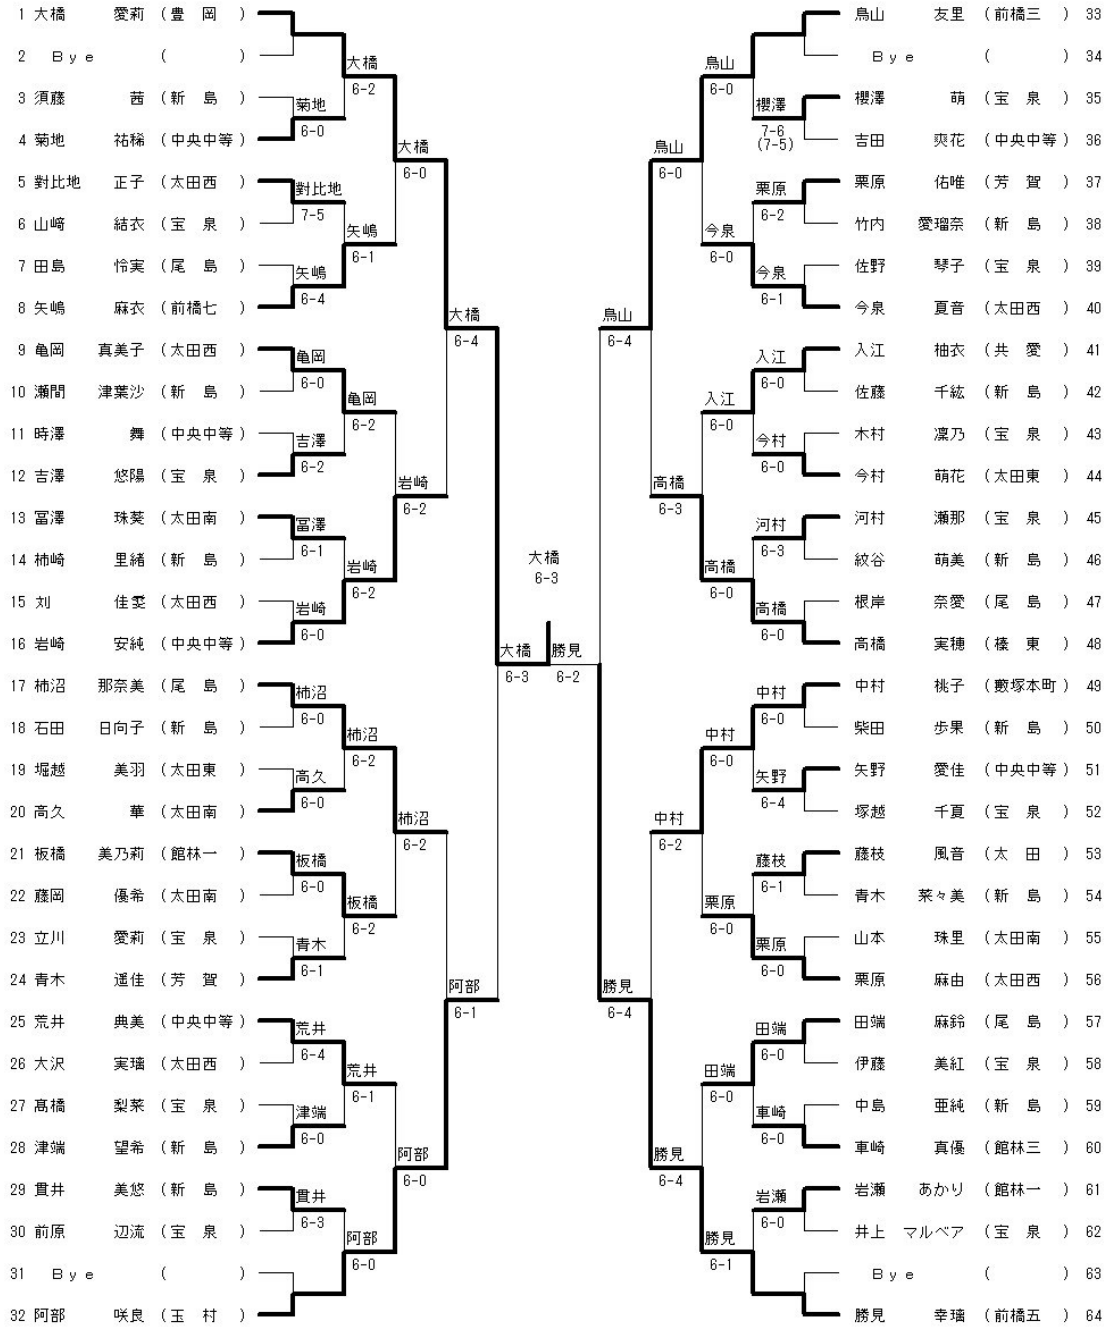 1 大橋 愛莉 (豊 岡)
2 Bye ( )
3 須藤 茜 (新 島)
4 菊地 祐稀 (中央中等)
5 對比地 正子 (太田西)
6 山﨑 結衣 (宝 泉)
7 田島 怜実 (尾 島)
8 矢嶋 麻衣 (前橋七)
9 亀岡 真美子 (太田西)
10 瀬間 津葉沙 (新 島)
11 時澤 舞 (中央中等)
12 吉澤 悠陽 (宝 泉)
13 冨澤 珠葵 (太田南)
14 柿崎 里緒 (新 島)
15 刘 佳雯 (太田西)
16 岩崎 安純 (中央中等)
17 柿沼 那奈美 (尾 島)
18 石田 日向子 (新 島)
19 堀越 美羽 (太田東)
20 高久 華 (太田南)
21 板橋 美乃莉 (館林一)
22 藤岡 優希 (太田南)
23 立川 愛莉 (宝 泉)
24 青木 遥佳 (芳 賀)
25 荒井 典美 (中央中等)
26 大沢 実璃 (太田西)
27 髙橋 梨菜 (宝 泉)
28 津端 望希 (新 島)
29 貫井 美悠 (新 島)
30 前原 辺流 (宝 泉)
31 Bye ( )
32 阿部 咲良 (玉 村)
菊地
6-0
對比地
7-5
矢嶋
6-4
亀岡
6-0
吉澤
6-2
冨澤
6-1
岩崎
6-0
柿沼
6-0
高久
6-0
板橋
6-0
青木
6-1
荒井
6-4
津端
6-0
貫井
6-3
大橋
6-2
矢嶋
6-1
亀岡
6-2
岩崎
6-2
柿沼
6-2
板橋
6-2
荒井
6-1
阿部
6-0
大橋
6-0
岩崎
6-2
柿沼
6-2
阿部
6-0
大橋
6-4
阿部
6-1
大橋
6-3
大橋
6-3
勝見
6-2
鳥山
6-4
勝見
6-4
鳥山
6-0
高橋
6-3
中村
6-2
勝見
6-4
鳥山
6-0
今泉
6-0
入江
6-0
高橋
6-0
中村
6-0
栗原
6-0
田端
6-0
勝見
6-1
櫻澤
7-6
(7-5)
栗原
6-2
今泉
6-1
入江
6-0
今村
6-0
河村
6-3
高橋
6-0
中村
6-0
矢野
6-4
藤枝
6-1
栗原
6-0
田端
6-0
車崎
6-0
岩瀬
6-0
鳥山 友里 (前橋三) 33
Bye ( ) 34
櫻澤 萌 (宝 泉) 35
吉田 爽花 (中央中等) 36
栗原 佑唯 (芳 賀) 37
竹内 愛瑠奈 (新 島) 38
佐野 琴子 (宝 泉) 39
今泉 夏音 (太田西) 40
入江 柚衣 (共 愛) 41
佐藤 千紘 (新 島) 42
木村 凜乃 (宝 泉) 43
今村 萌花 (太田東) 44
河村 瀬那 (宝 泉) 45
紋谷 萌美 (新 島) 46
根岸 奈愛 (尾 島) 47
高橋 実穂 (榛 東) 48
中村 桃子 (藪塚本町) 49
柴田 歩果 (新 島) 50
矢野 愛佳 (中央中等) 51
塚越 千夏 (宝 泉) 52
藤枝 風音 (太 田) 53
青木 菜々美 (新 島) 54
山本 珠里 (太田南) 55
栗原 麻由 (太田西) 56
田端 麻鈴 (尾 島) 57
伊藤 美紅 (宝 泉) 58
中島 亜純 (新 島) 59
車崎 真優 (館林三) 60
岩瀬 あかり (館林一) 61
井上 マルベア (宝 泉) 62
Bye ( ) 63
勝見 幸璃 (前橋五) 64